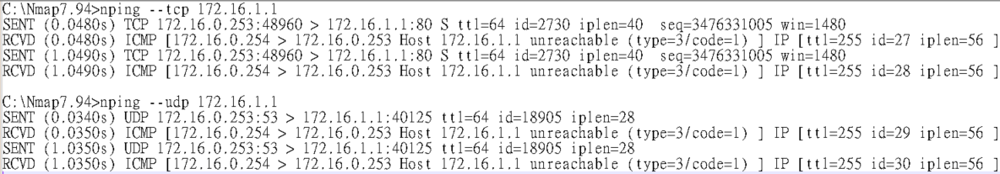 C:\Nmap7.94>nping --tcp 172.16.1.1
SENT (0.0480s) TCP 172.16.0.253:48960 > 172.16.1.1:80 S ttl=64 id=2730 iplen=40  seq=3476331005 win=1480
RCVD (0.0480s) ICMP [172.16.0.254 > 172.16.0.253 Host 172.16.1.1 unreachable (type=3/code=1) ] IP [ttl=255 id=27 iplen=56 ]
SENT (1.0490s) TCP 172.16.0.253:48960 > 172.16.1.1:80 S ttl=64 id=2730 iplen=40  seq=3476331005 win=1480
RCVD (1.0490s) ICMP [172.16.0.254 > 172.16.0.253 Host 172.16.1.1 unreachable (type=3/code=1) ] IP [ttl=255 id=28 iplen=56 ]

C:\Nmap7.94>nping --udp 172.16.1.1
SENT (0.0340s) UDP 172.16.0.253:53 > 172.16.1.1:40125 ttl=64 id=18905 iplen=28
RCVD (0.0350s) ICMP [172.16.0.254 > 172.16.0.253 Host 172.16.1.1 unreachable (type=3/code=1) ] IP [ttl=255 id=29 iplen=56 ]
SENT (1.0350s) UDP 172.16.0.253:53 > 172.16.1.1:40125 ttl=64 id=18905 iplen=28
RCVD (1.0350s) ICMP [172.16.0.254 > 172.16.0.253 Host 172.16.1.1 unreachable (type=3/code=1) ] IP [ttl=255 id=30 iplen=56 ]